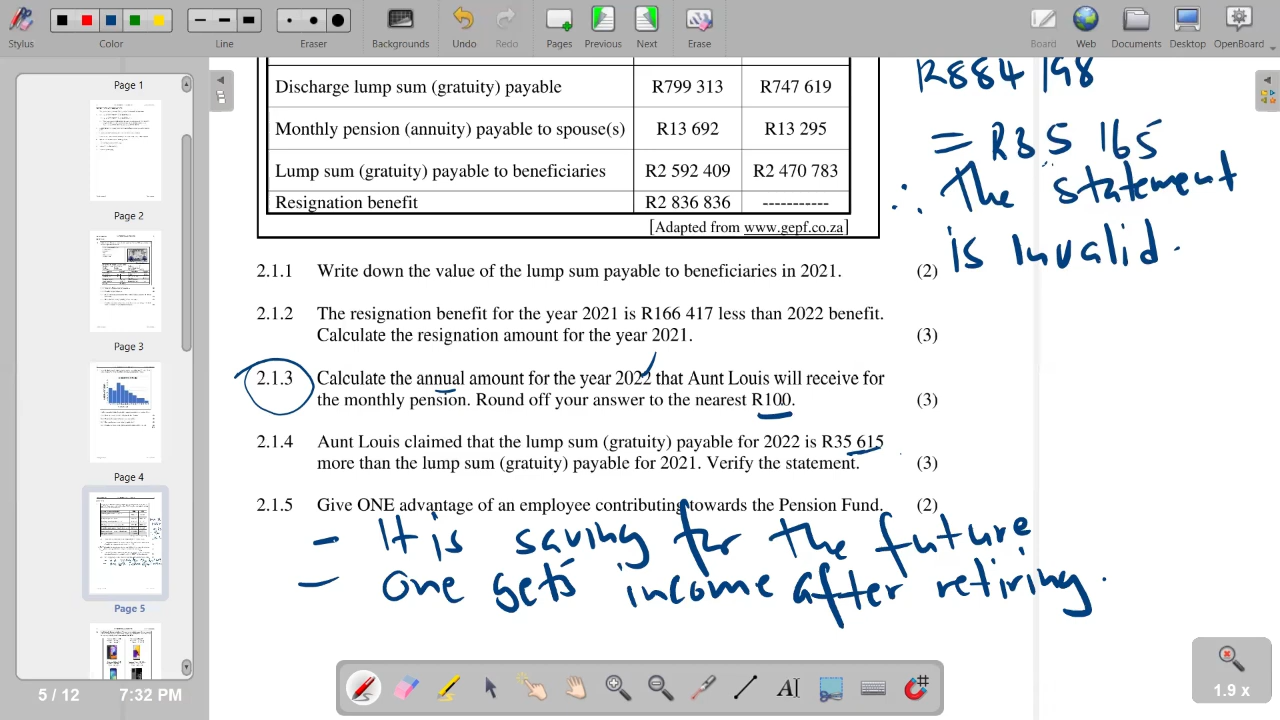 Stylus
Color
Line
Eraser
Backgrounds
Undo
Redo
Pages
Previous
Next
Erase
Board
Web
Documents
Desktop
OpenBoard
Page 1
Page 2
Page 3
Page 4
Page 5
5 / 12
7:32 PM
Discharge lump sum (gratuity) payable R799 313 R747 619
Monthly pension (annuity) payable to spouse(s) R13 692 R13 295
Lump sum (gratuity) payable to beneficiaries R2 592 409 R2 470 783
Resignation benefit R2 836 836 -----------
[Adapted from www.gepf.co.za]
R884 198
= R35 165
∴ The statement
is invalid.
2.1.1 Write down the value of the lump sum payable to beneficiaries in 2021. (2)
2.1.2 The resignation benefit for the year 2021 is R166 417 less than 2022 benefit.
Calculate the resignation amount for the year 2021. (3)
2.1.3 Calculate the annual amount for the year 2022 that Aunt Louis will receive for
the monthly pension. Round off your answer to the nearest R100. (3)
2.1.4 Aunt Louis claimed that the lump sum (gratuity) payable for 2022 is R35 615
more than the lump sum (gratuity) payable for 2021. Verify the statement. (3)
2.1.5 Give ONE advantage of an employee contributing towards the Pension Fund. (2)
- It is saving for the future
- One gets income after retiring.
AI
1.9 x